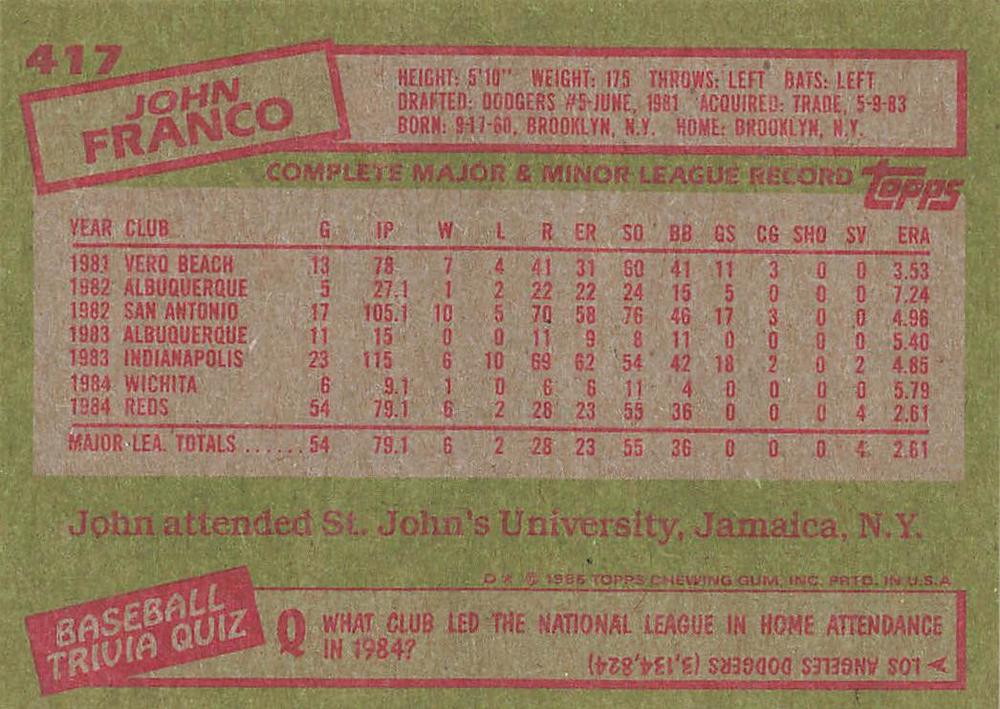 417
JOHN
FRANCO
HEIGHT: 5'10" WEIGHT: 175 THROWS: LEFT BATS: LEFT
DRAFTED: DODGERS #5-JUNE, 1981 ACQUIRED: TRADE, 5-9-83
BORN: 9-17-60, BROOKLYN, N.Y. HOME: BROOKLYN, N.Y.
COMPLETE MAJOR & MINOR LEAGUE RECORD topps
YEAR CLUB G IP W L R ER SO BB GS CG SHO SV ERA
1981 VERO BEACH 13 78 7 4 41 31 60 41 11 3 0 0 3.53
1982 ALBUQUERQUE 5 27.1 1 2 22 22 24 15 5 0 0 0 7.24
1982 SAN ANTONIO 17 105.1 10 5 70 58 76 46 17 3 0 0 4.96
1983 ALBUQUERQUE 11 15 0 0 11 9 8 11 0 0 0 0 5.40
1983 INDIANAPOLIS 23 115 6 10 69 62 54 42 18 2 0 2 4.85
1984 WICHITA 6 9.1 1 0 6 6 11 4 0 0 0 0 5.79
1984 REDS 54 79.1 6 2 28 23 55 36 0 0 0 4 2.61
MAJOR LEA. TOTALS ...... 54 79.1 6 2 28 23 55 36 0 0 0 4 2.61
John attended St. John's University, Jamaica, N.Y.
D * © 1985 TOPPS CHEWING GUM, INC. PRTD. IN U.S.A
BASEBALL
TRIVIA QUIZ
Q WHAT CLUB LED THE NATIONAL LEAGUE IN HOME ATTENDANCE
IN 1984?
A LOS ANGELES DODGERS (3,134,824)